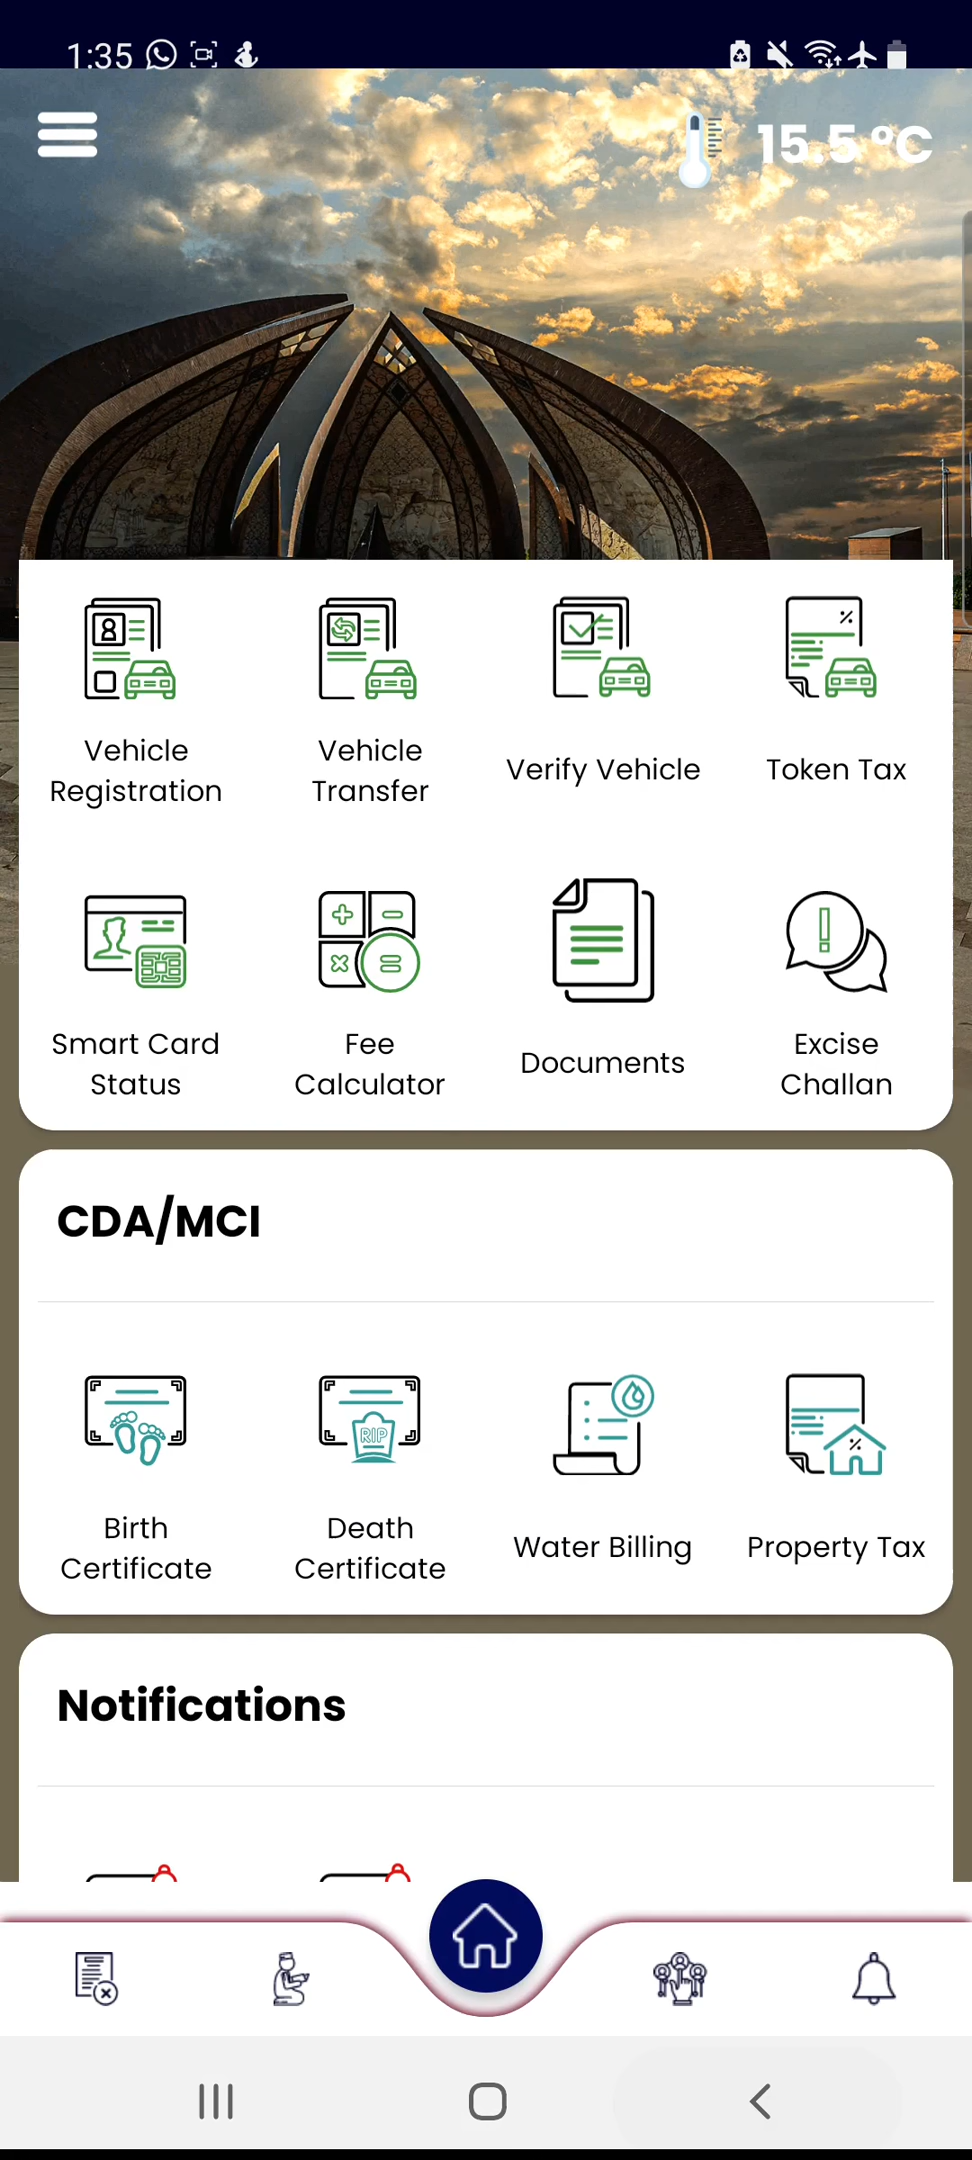 1:35
15.5 °C
Vehicle
Registration
Vehicle
Transfer
Verify Vehicle
Token Tax
Smart Card
Status
Fee
Calculator
Documents
Excise
Challan
CDA/MCI
RIP
Birth
Certificate
Death
Certificate
Water Billing
Property Tax
Notifications